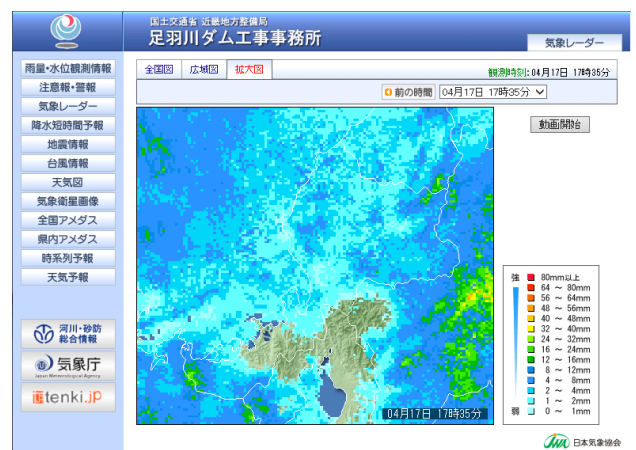 国土交通省 近畿地方整備局
足羽川ダム工事事務所
気象レーダー
雨量・水位観測情報
注意報・警報
気象レーダー
降水短時間予報
地震情報
台風情報
天気図
気象衛星画像
全国アメダス
県内アメダス
時系列予報
天気予報
河川・砂防
総合情報
気象庁
Japan Meteorological Agency
tenki.jp
全国図 広域図 拡大図
観測時刻:04月17日 17時35分
前の時間 04月17日 17時35分
動画開始
強 80mm以上
64 ~ 80mm
56 ~ 64mm
48 ~ 56mm
40 ~ 48mm
32 ~ 40mm
24 ~ 32mm
16 ~ 24mm
12 ~ 16mm
8 ~ 12mm
4 ~ 8mm
2 ~ 4mm
1 ~ 2mm
弱 0 ~ 1mm
04月17日 17時35分
JWA 日本気象協会